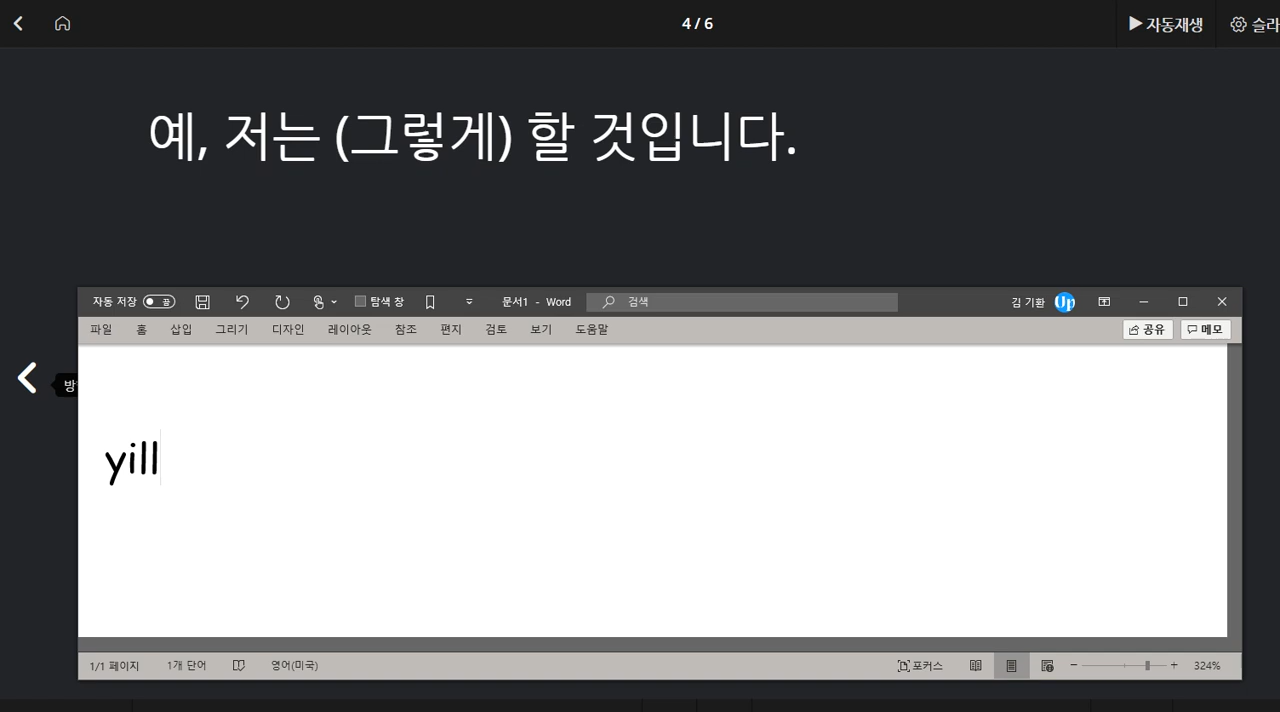 4 / 6
자동재생
슬라
예, 저는 (그렇게) 할 것입니다.
자동 저장 끔
탐색 창
문서1 - Word
검색
김 기환
Up
파일 홈 삽입 그리기 디자인 레이아웃 참조 편지 검토 보기 도움말
공유
메모
방
yill
1/1 페이지 1개 단어 영어(미국)
포커스
324%